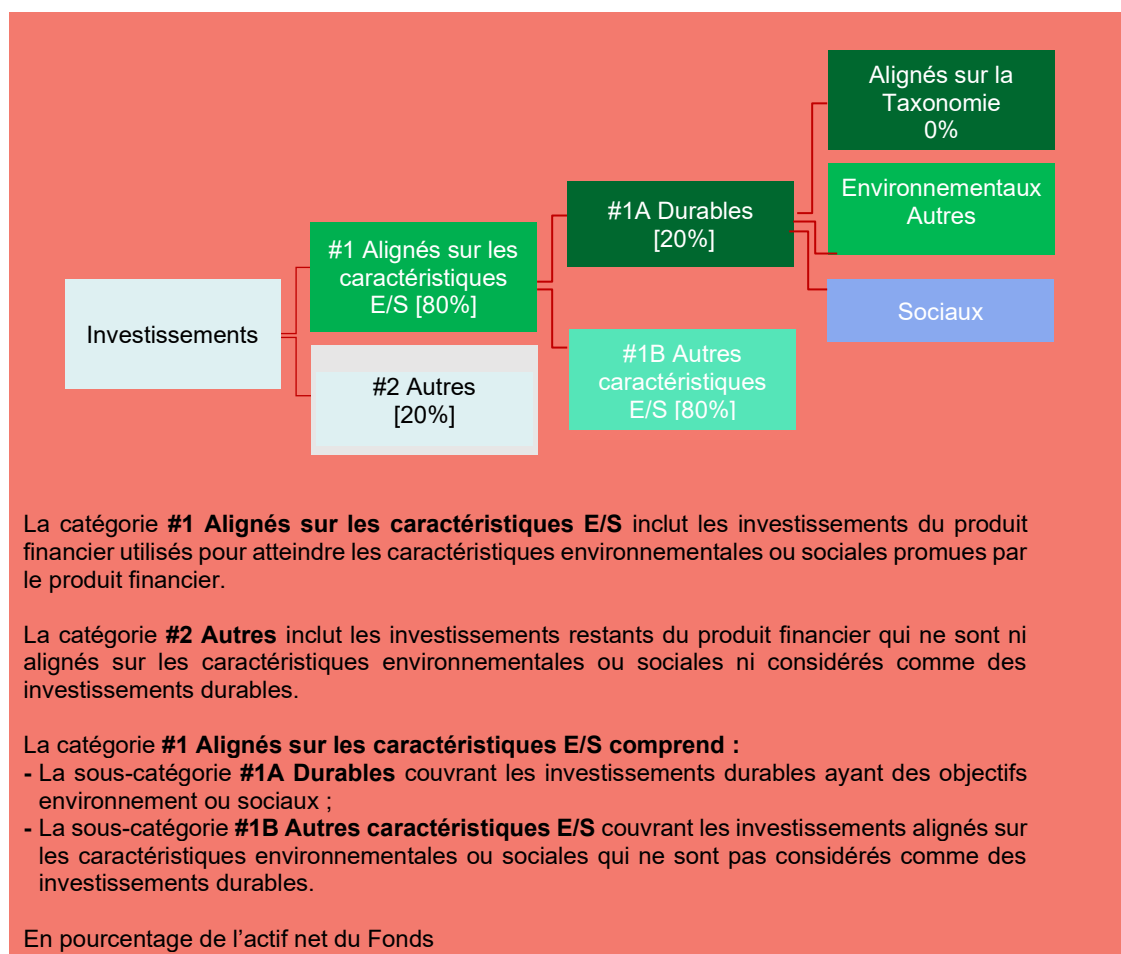 Alignés sur la
Taxonomie
0%
Environnementaux
Autres
#1A Durables
[20%]
#1 Alignés sur les
caractéristiques
E/S [80%]
Sociaux
Investissements
#1B Autres
caractéristiques
E/S [80%]
#2 Autres
[20%]
La catégorie #1 Alignés sur les caractéristiques E/S inclut les investissements du produit
financier utilisés pour atteindre les caractéristiques environnementales ou sociales promues par
le produit financier.
La catégorie #2 Autres inclut les investissements restants du produit financier qui ne sont ni
alignés sur les caractéristiques environnementales ou sociales ni considérés comme des
investissements durables.
La catégorie #1 Alignés sur les caractéristiques E/S comprend :
- La sous-catégorie #1A Durables couvrant les investissements durables ayant des objectifs
environnement ou sociaux ;
- La sous-catégorie #1B Autres caractéristiques E/S couvrant les investissements alignés sur
les caractéristiques environnementales ou sociales qui ne sont pas considérés comme des
investissements durables.
En pourcentage de l’actif net du Fonds